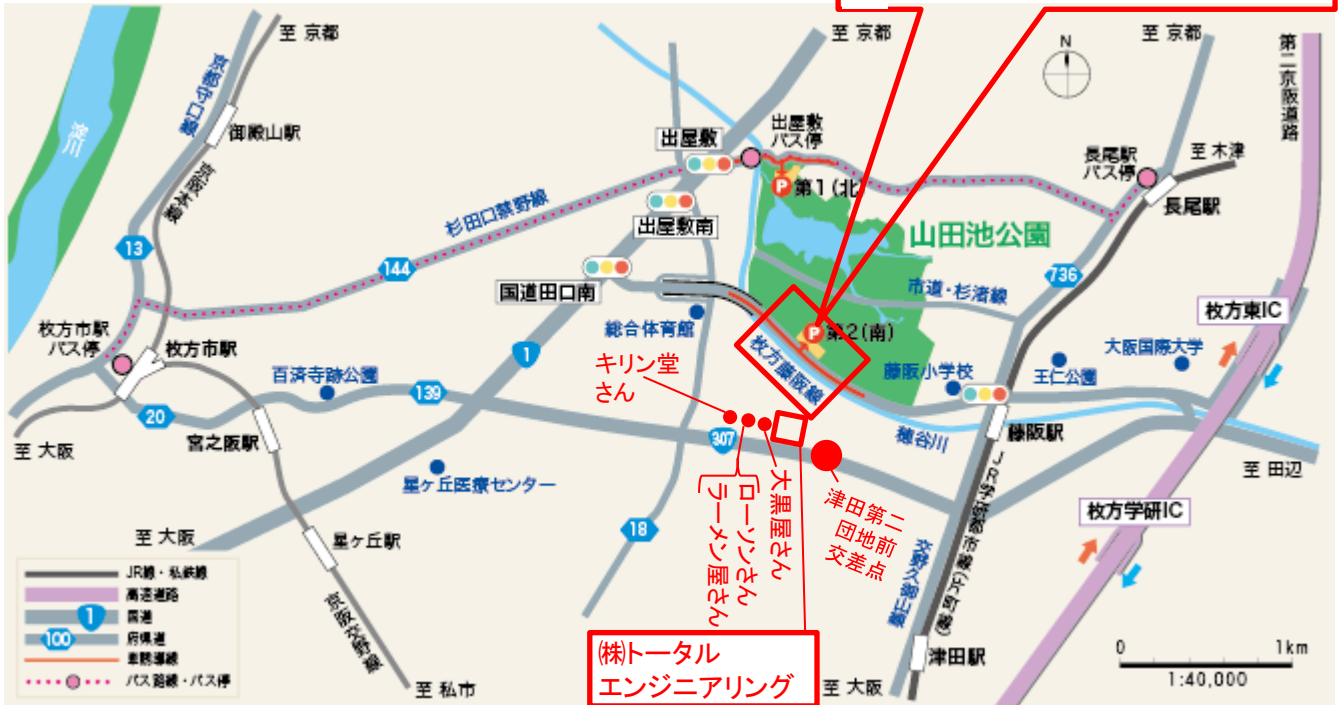 至 京都
至 京都
至 京都
N
第二京阪道路
淀川
京都守口線
御殿山駅
京阪本線
出屋敷
出屋敷
バス停
長尾駅
バス停
至 木津
長尾駅
P
第1(北)
出屋敷南
杉田口禁野線
山田池公園
13
144
国道田口南
736
市道・杉渚線
枚方東IC
枚方市駅
バス停
枚方市駅
総合体育館
P
第2(南)
枚方藤阪線
大阪国際大学
1
キリン堂
さん
百済寺跡公園
139
藤阪小学校
王仁公園
20
宮之阪駅
至 大阪
307
穂谷川
藤阪駅
至 田辺
星ヶ丘医療センター
大黒屋さん
ローソンさん
ラーメン屋さん
津田第二
団地前
交差点
枚方学研IC
18
至 大阪
星ヶ丘駅
京阪交野線
交野久御山線
JR学研都市線(片町線)
JR線・私鉄線
高速道路
1
国道
100
府県道
車誘導線
バス路線・バス停
至 私市
㈱トータル
エンジニアリング
至 大阪
津田駅
0
1km
1:40,000